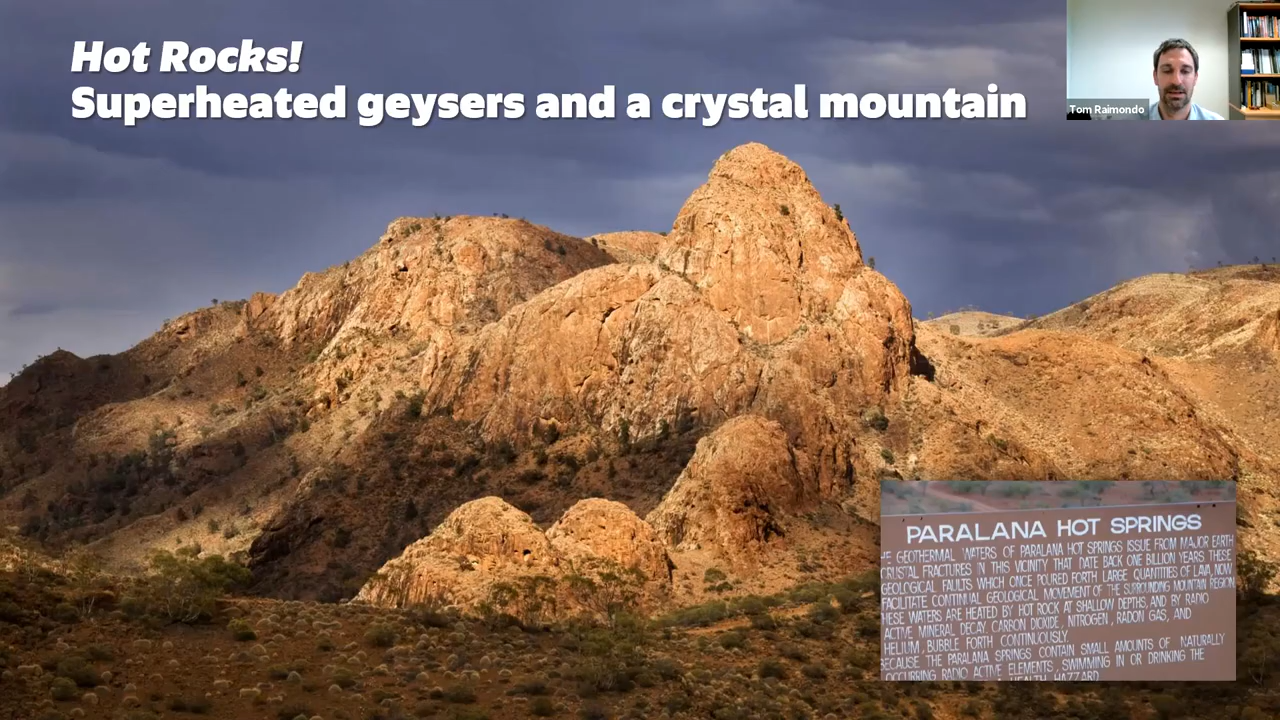 Hot Rocks!
Superheated geysers and a crystal mountain
Tom Raimondo
PARALANA HOT SPRINGS
HE GEOTHERMAL WATERS OF PARALANA HOT SPRINGS ISSUE FROM MAJOR EARTH
CRUSTAL FRACTURES IN THIS VICINITY THAT DATE BACK ONE BILLION YEARS THESE
GEOLOGICAL FAULTS, WHICH ONCE POURED FORTH LARGE QUANTITIES OF LAVA, NOW
FACILITATE CONTINUAL GEOLOGICAL MOVEMENT OF THE SURROUNDING MOUNTAIN REGION
THESE WATERS ARE HEATED BY HOT ROCK AT SHALLOW DEPTHS, AND BY RADIO
ACTIVE MINERAL DECAY. CARBON DIOXIDE, NITROGEN, RADON GAS, AND
HELIUM, BUBBLE FORTH CONTINUOUSLY.
BECAUSE THE PARALANA SPRINGS CONTAIN SMALL AMOUNTS OF NATURALLY
OCCURRING RADIO ACTIVE ELEMENTS, SWIMMING IN OR DRINKING THE
HEALTH HAZZARD